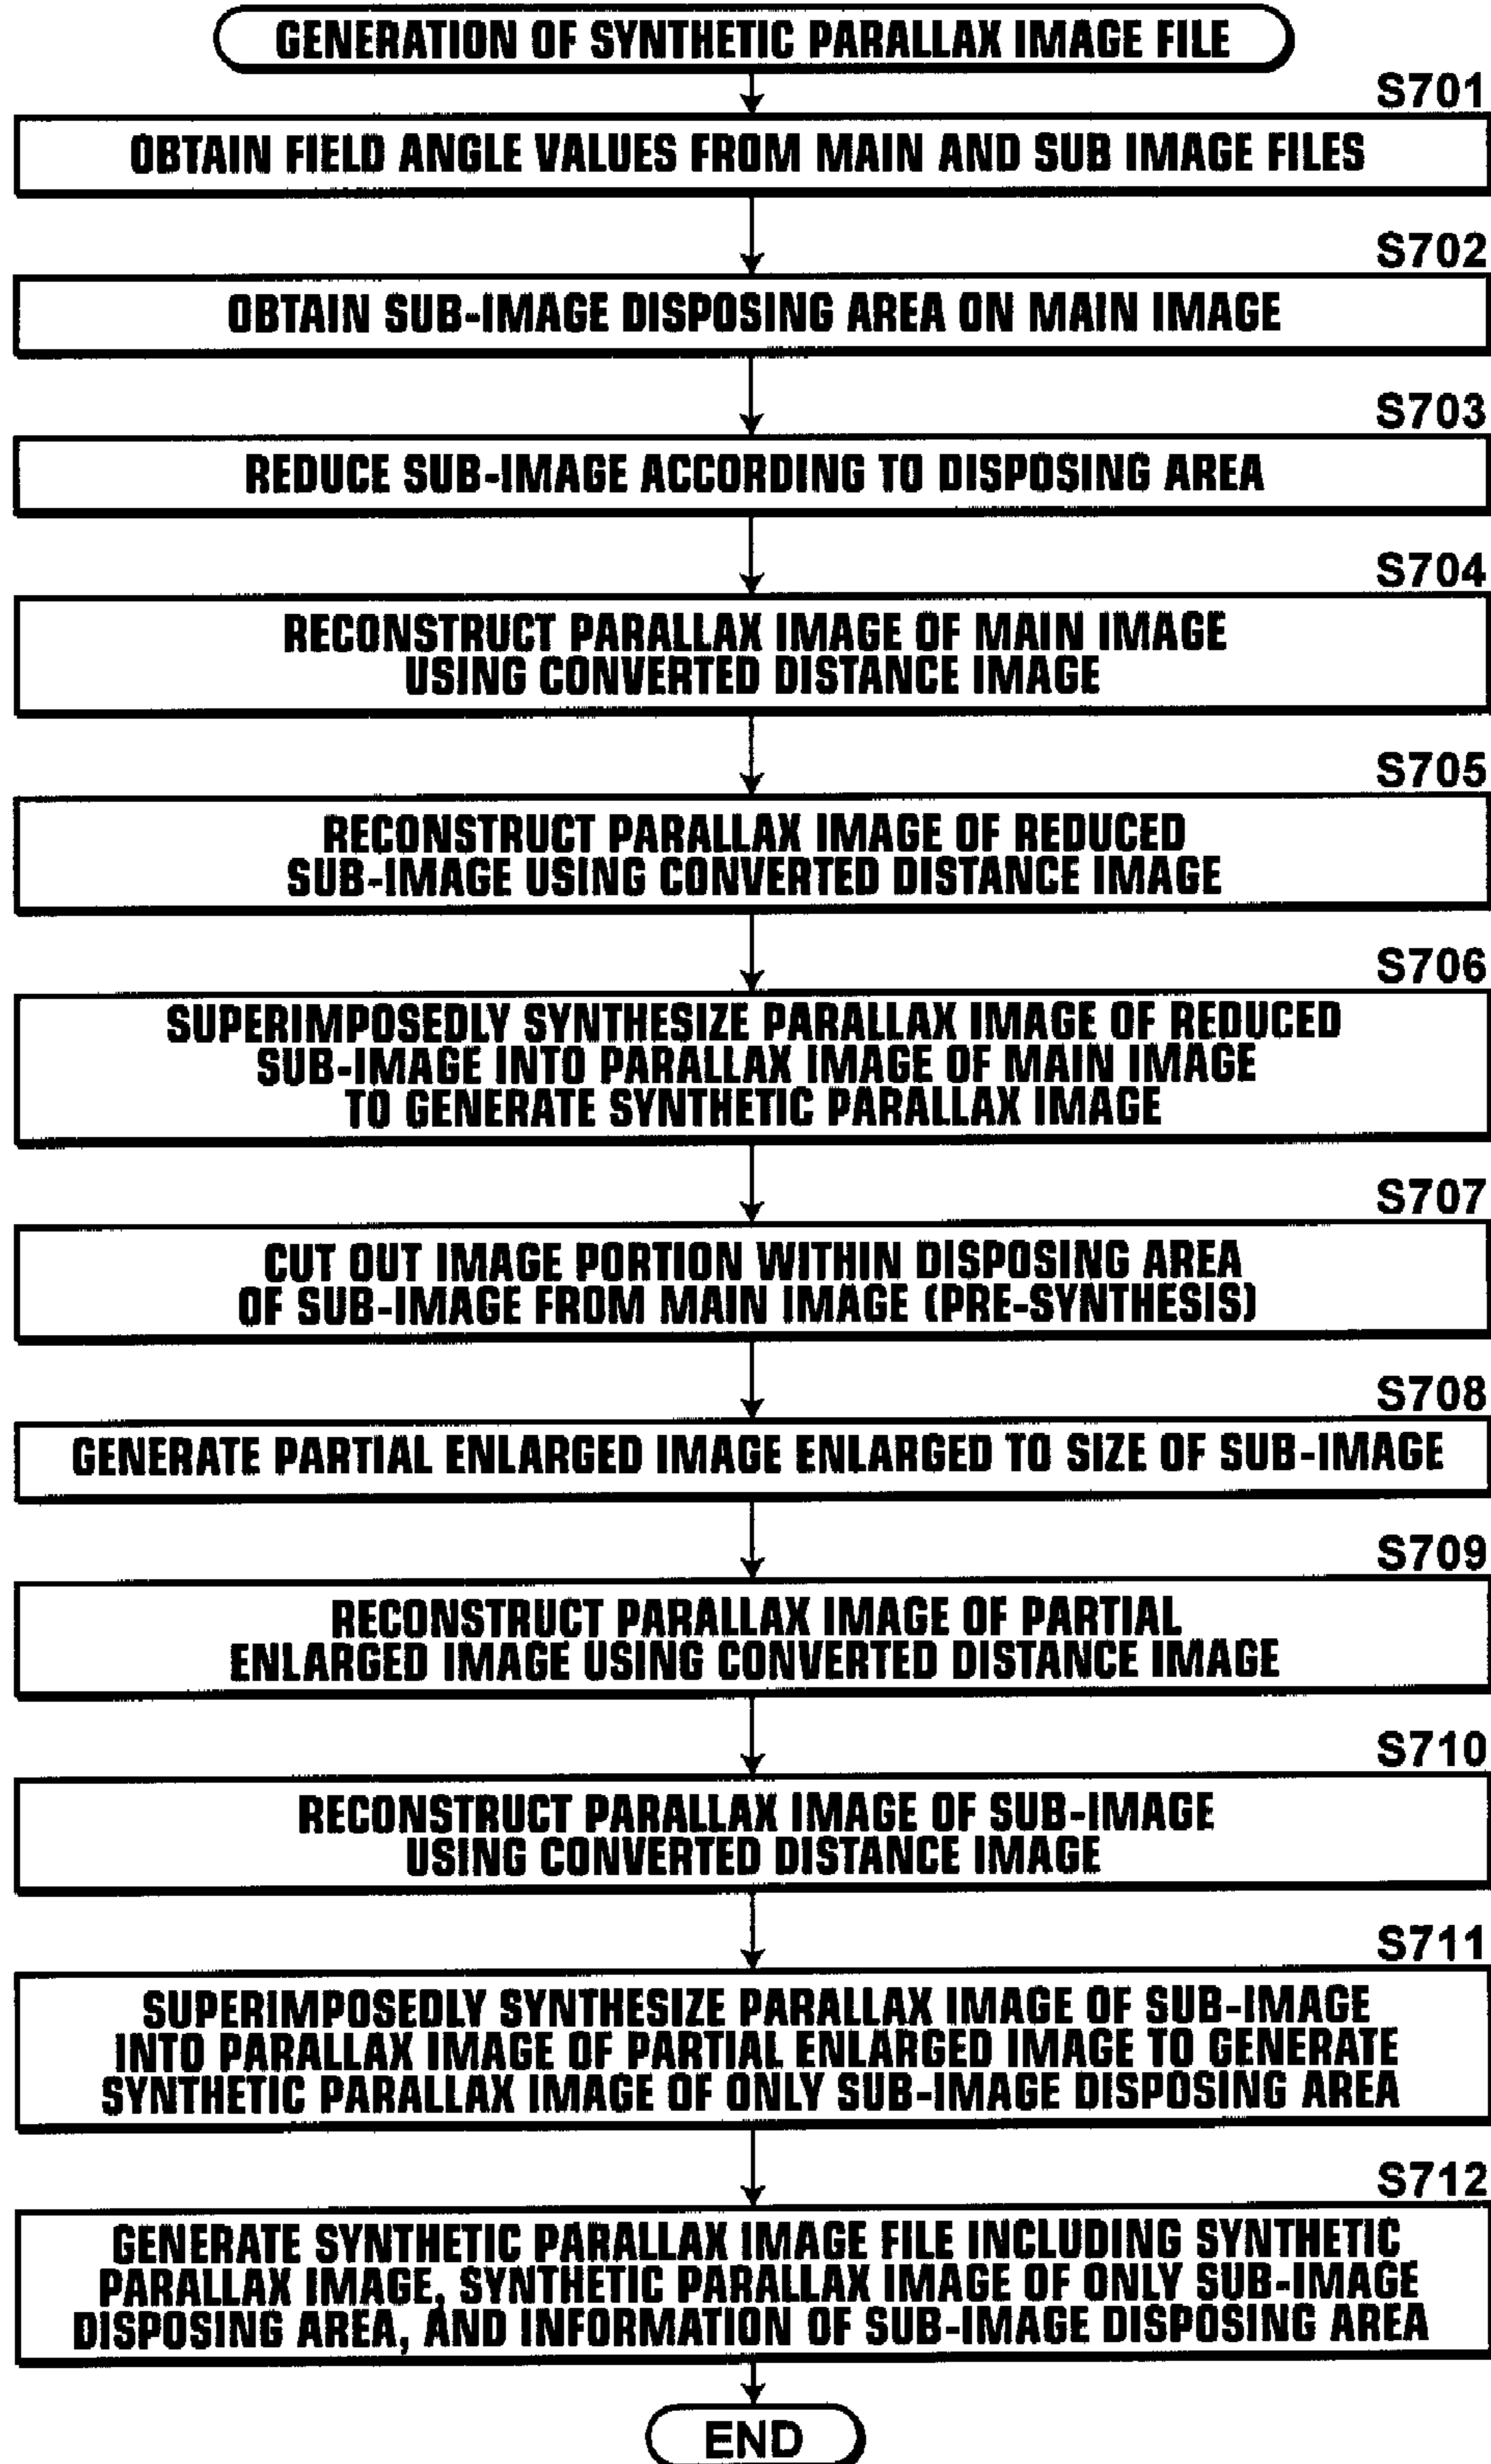 GENERATION OF SYNTHETIC PARALLAX IMAGE FILE
S701
OBTAIN FIELD ANGLE VALUES FROM MAIN AND SUB IMAGE FILES
S702
OBTAIN SUB-IMAGE DISPOSING AREA ON MAIN IMAGE
S703
REDUCE SUB-IMAGE ACCORDING TO DISPOSING AREA
S704
RECONSTRUCT PARALLAX IMAGE OF MAIN IMAGE
USING CONVERTED DISTANCE IMAGE
S705
RECONSTRUCT PARALLAX IMAGE OF REDUCED
SUB-IMAGE USING CONVERTED DISTANCE IMAGE
S706
SUPERIMPOSEDLY SYNTHESIZE PARALLAX IMAGE OF REDUCED
SUB-IMAGE INTO PARALLAX IMAGE OF MAIN IMAGE
TO GENERATE SYNTHETIC PARALLAX IMAGE
S707
CUT OUT IMAGE PORTION WITHIN DISPOSING AREA
OF SUB-IMAGE FROM MAIN IMAGE (PRE-SYNTHESIS)
S708
GENERATE PARTIAL ENLARGED IMAGE ENLARGED TO SIZE OF SUB-IMAGE
S709
RECONSTRUCT PARALLAX IMAGE OF PARTIAL
ENLARGED IMAGE USING CONVERTED DISTANCE IMAGE
S710
RECONSTRUCT PARALLAX IMAGE OF SUB-IMAGE
USING CONVERTED DISTANCE IMAGE
S711
SUPERIMPOSEDLY SYNTHESIZE PARALLAX IMAGE OF SUB-IMAGE
INTO PARALLAX IMAGE OF PARTIAL ENLARGED IMAGE TO GENERATE
SYNTHETIC PARALLAX IMAGE OF ONLY SUB-IMAGE DISPOSING AREA
S712
GENERATE SYNTHETIC PARALLAX IMAGE FILE INCLUDING SYNTHETIC
PARALLAX IMAGE, SYNTHETIC PARALLAX IMAGE OF ONLY SUB-IMAGE
DISPOSING AREA, AND INFORMATION OF SUB-IMAGE DISPOSING AREA
END